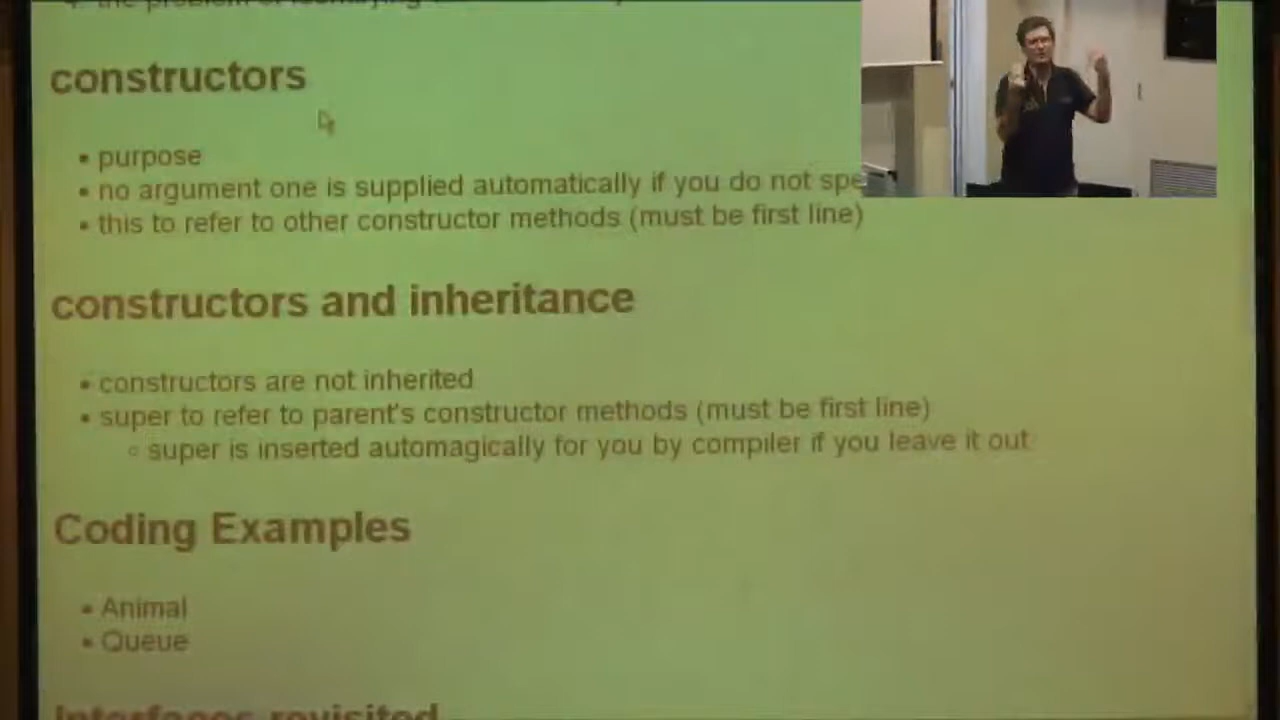 constructors
• purpose
• no argument one is supplied automatically if you do not spe
• this to refer to other constructor methods (must be first line)
constructors and inheritance
• constructors are not inherited
• super to refer to parent's constructor methods (must be first line)
◦ super is inserted automagically for you by compiler if you leave it out
Coding Examples
• Animal
• Queue
Interfaces revisited